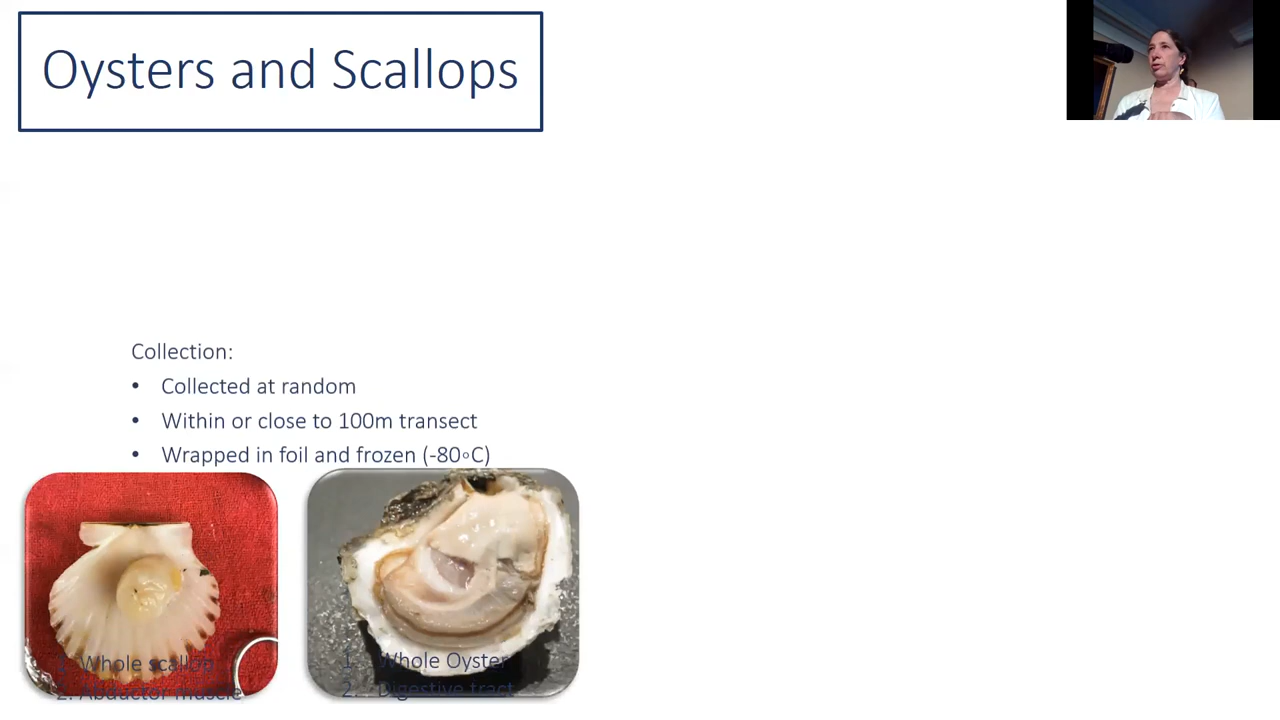 Oysters and Scallops
Collection:
• Collected at random
• Within or close to 100m transect
• Wrapped in foil and frozen (-80◦C)
1. Whole scallop
2. Abductor muscle
1. Whole Oyster
2. Digestive tract